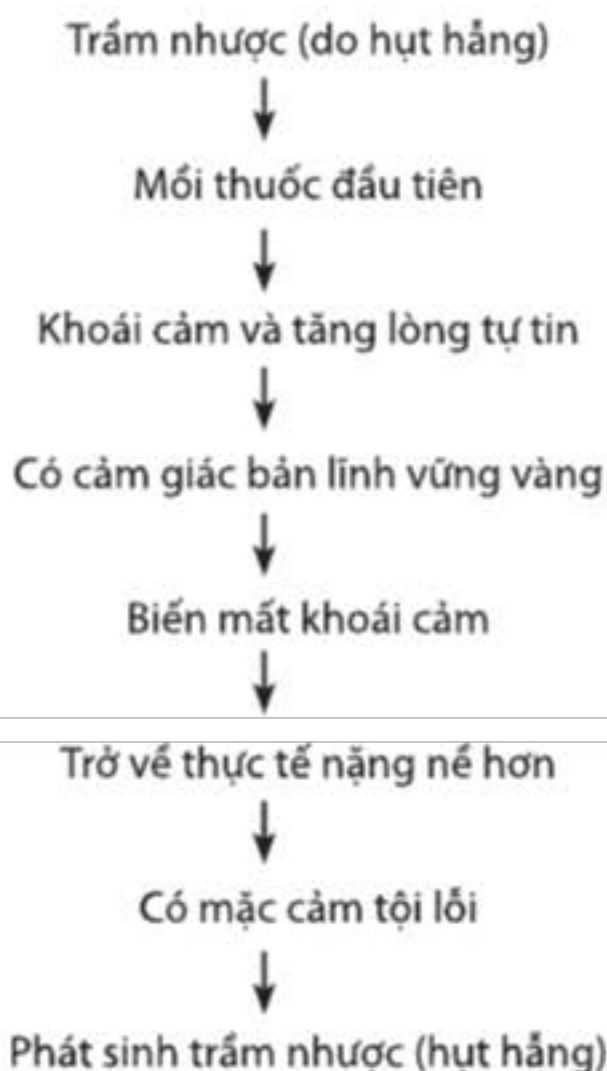 Trầm nhược (do hụt hẫng)
Mồi thuốc đầu tiên
Khoái cảm và tăng lòng tự tin
Có cảm giác bản lĩnh vững vàng
Biến mất khoái cảm
Trở về thực tế nặng nề hơn
Có mặc cảm tội lỗi
Phát sinh trầm nhược (hụt hẫng)